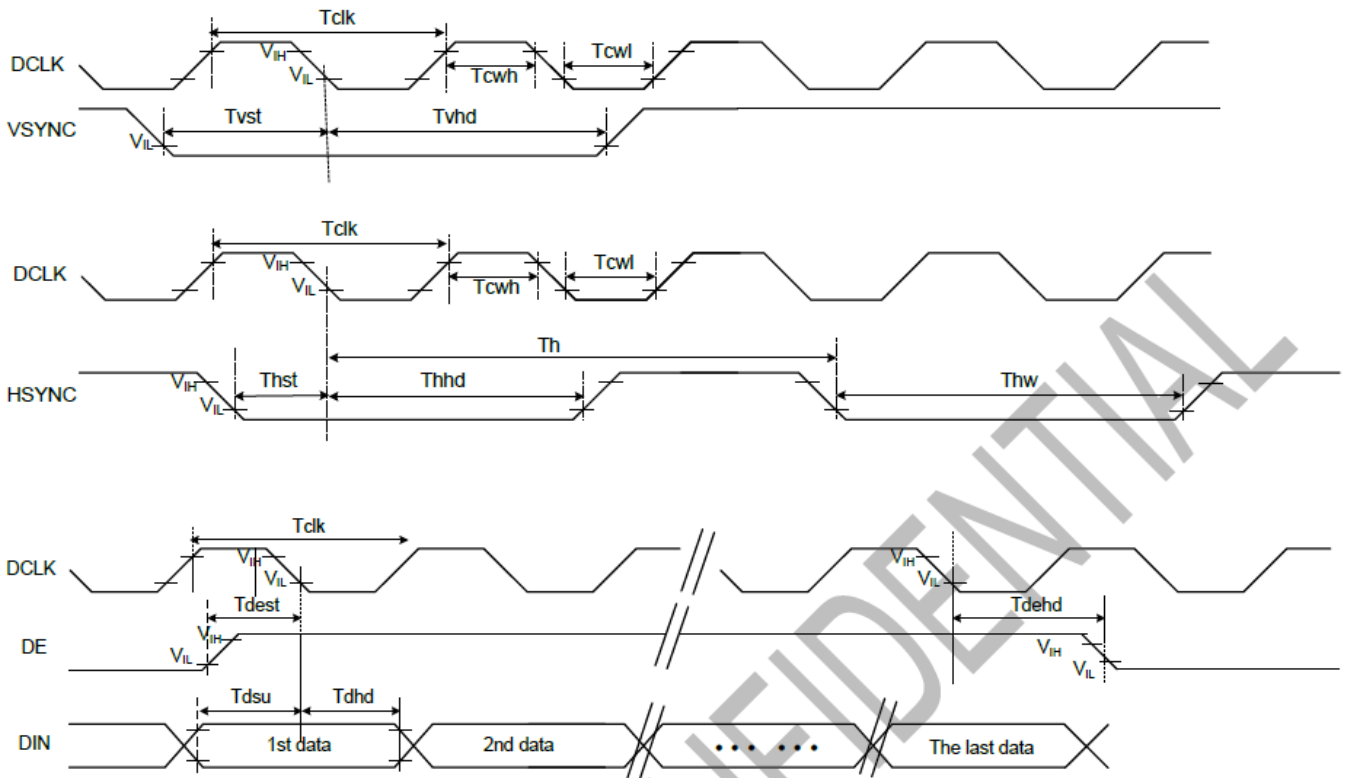 Tclk
DCLK VIH VIL Tcwh Tcwl
VSYNC VIL Tvst Tvhd
Tclk
DCLK VIH VIL Tcwh Tcwl
Th
HSYNC VIH VIL Thst Thhd Thw
Tclk
DCLK VIH VIL VIH VIL
Tdest Tdehd
DE VIH VIL VIH VIL
Tdsu Tdhd
DIN 1st data 2nd data • • • • • • The last data